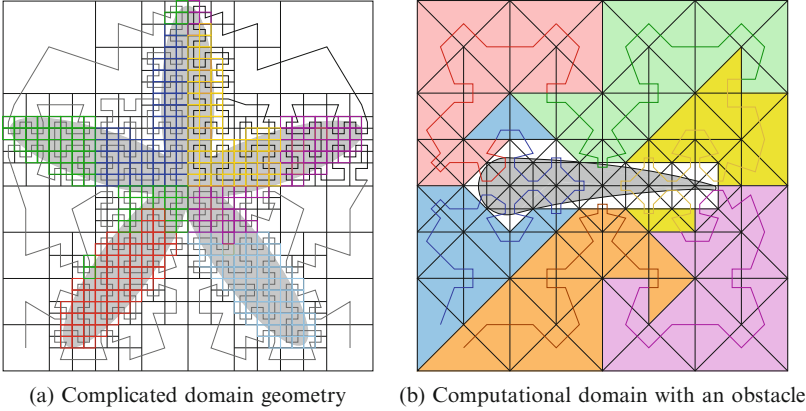 (a) Complicated domain geometry
(b) Computational domain with an obstacle